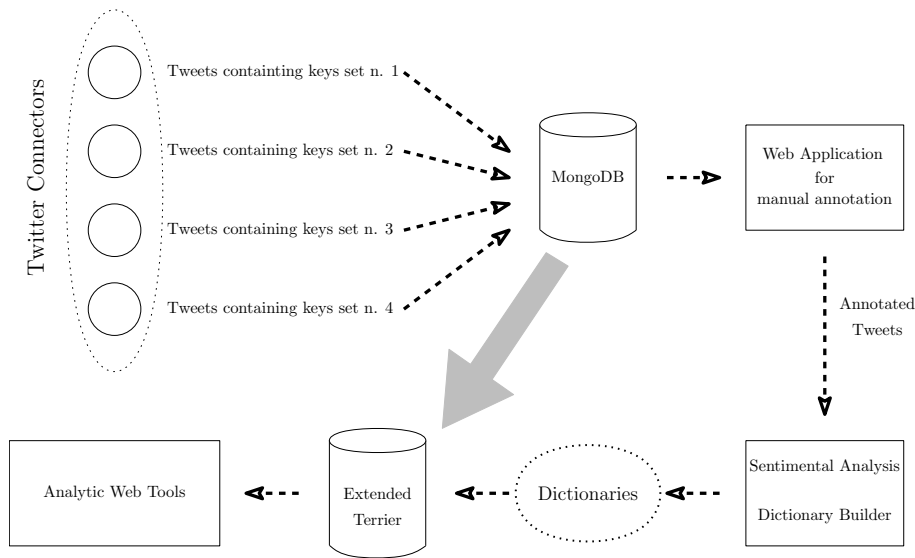 Twitter Connectors
Tweets containting keys set n. 1
Tweets containing keys set n. 2
Tweets containing keys set n. 3
Tweets containing keys set n. 4
MongoDB
Web Application
for
manual annotation
Annotated
Tweets
Sentimental Analysis
Dictionary Builder
Dictionaries
Extended
Terrier
Analytic Web Tools